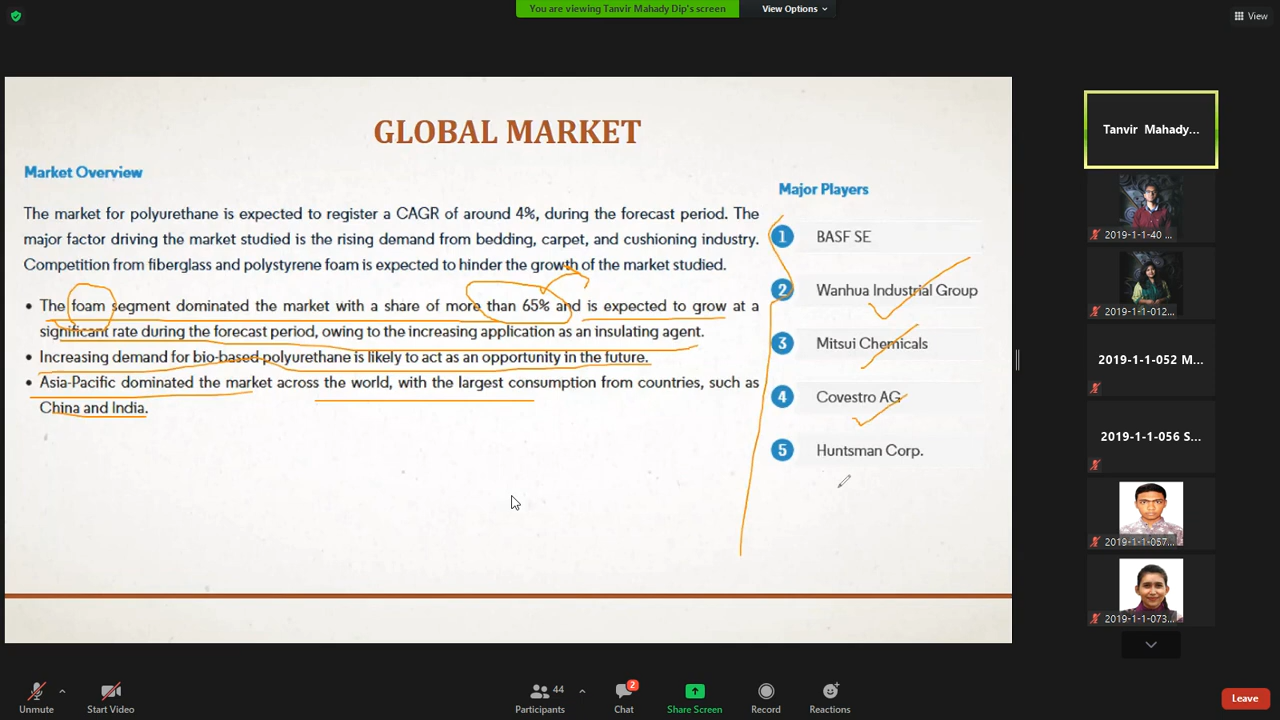 You are viewing Tanvir Mahady Dip's screen
View Options
View
GLOBAL MARKET
Market Overview
The market for polyurethane is expected to register a CAGR of around 4%, during the forecast period. The
major factor driving the market studied is the rising demand from bedding, carpet, and cushioning industry.
Competition from fiberglass and polystyrene foam is expected to hinder the growth of the market studied.
• The foam segment dominated the market with a share of more than 65% and is expected to grow at a
significant rate during the forecast period, owing to the increasing application as an insulating agent.
• Increasing demand for bio-based polyurethane is likely to act as an opportunity in the future.
• Asia-Pacific dominated the market across the world, with the largest consumption from countries, such as
China and India.
Major Players
1 BASF SE
2 Wanhua Industrial Group
3 Mitsui Chemicals
4 Covestro AG
5 Huntsman Corp.
Tanvir Mahady...
2019-1-1-40 ...
2019-1-1-012...
2019-1-1-052 M...
2019-1-1-056 S...
2019-1-1-057...
2019-1-1-073...
Unmute
Start Video
44
Participants
2
Chat
Share Screen
Record
Reactions
Leave